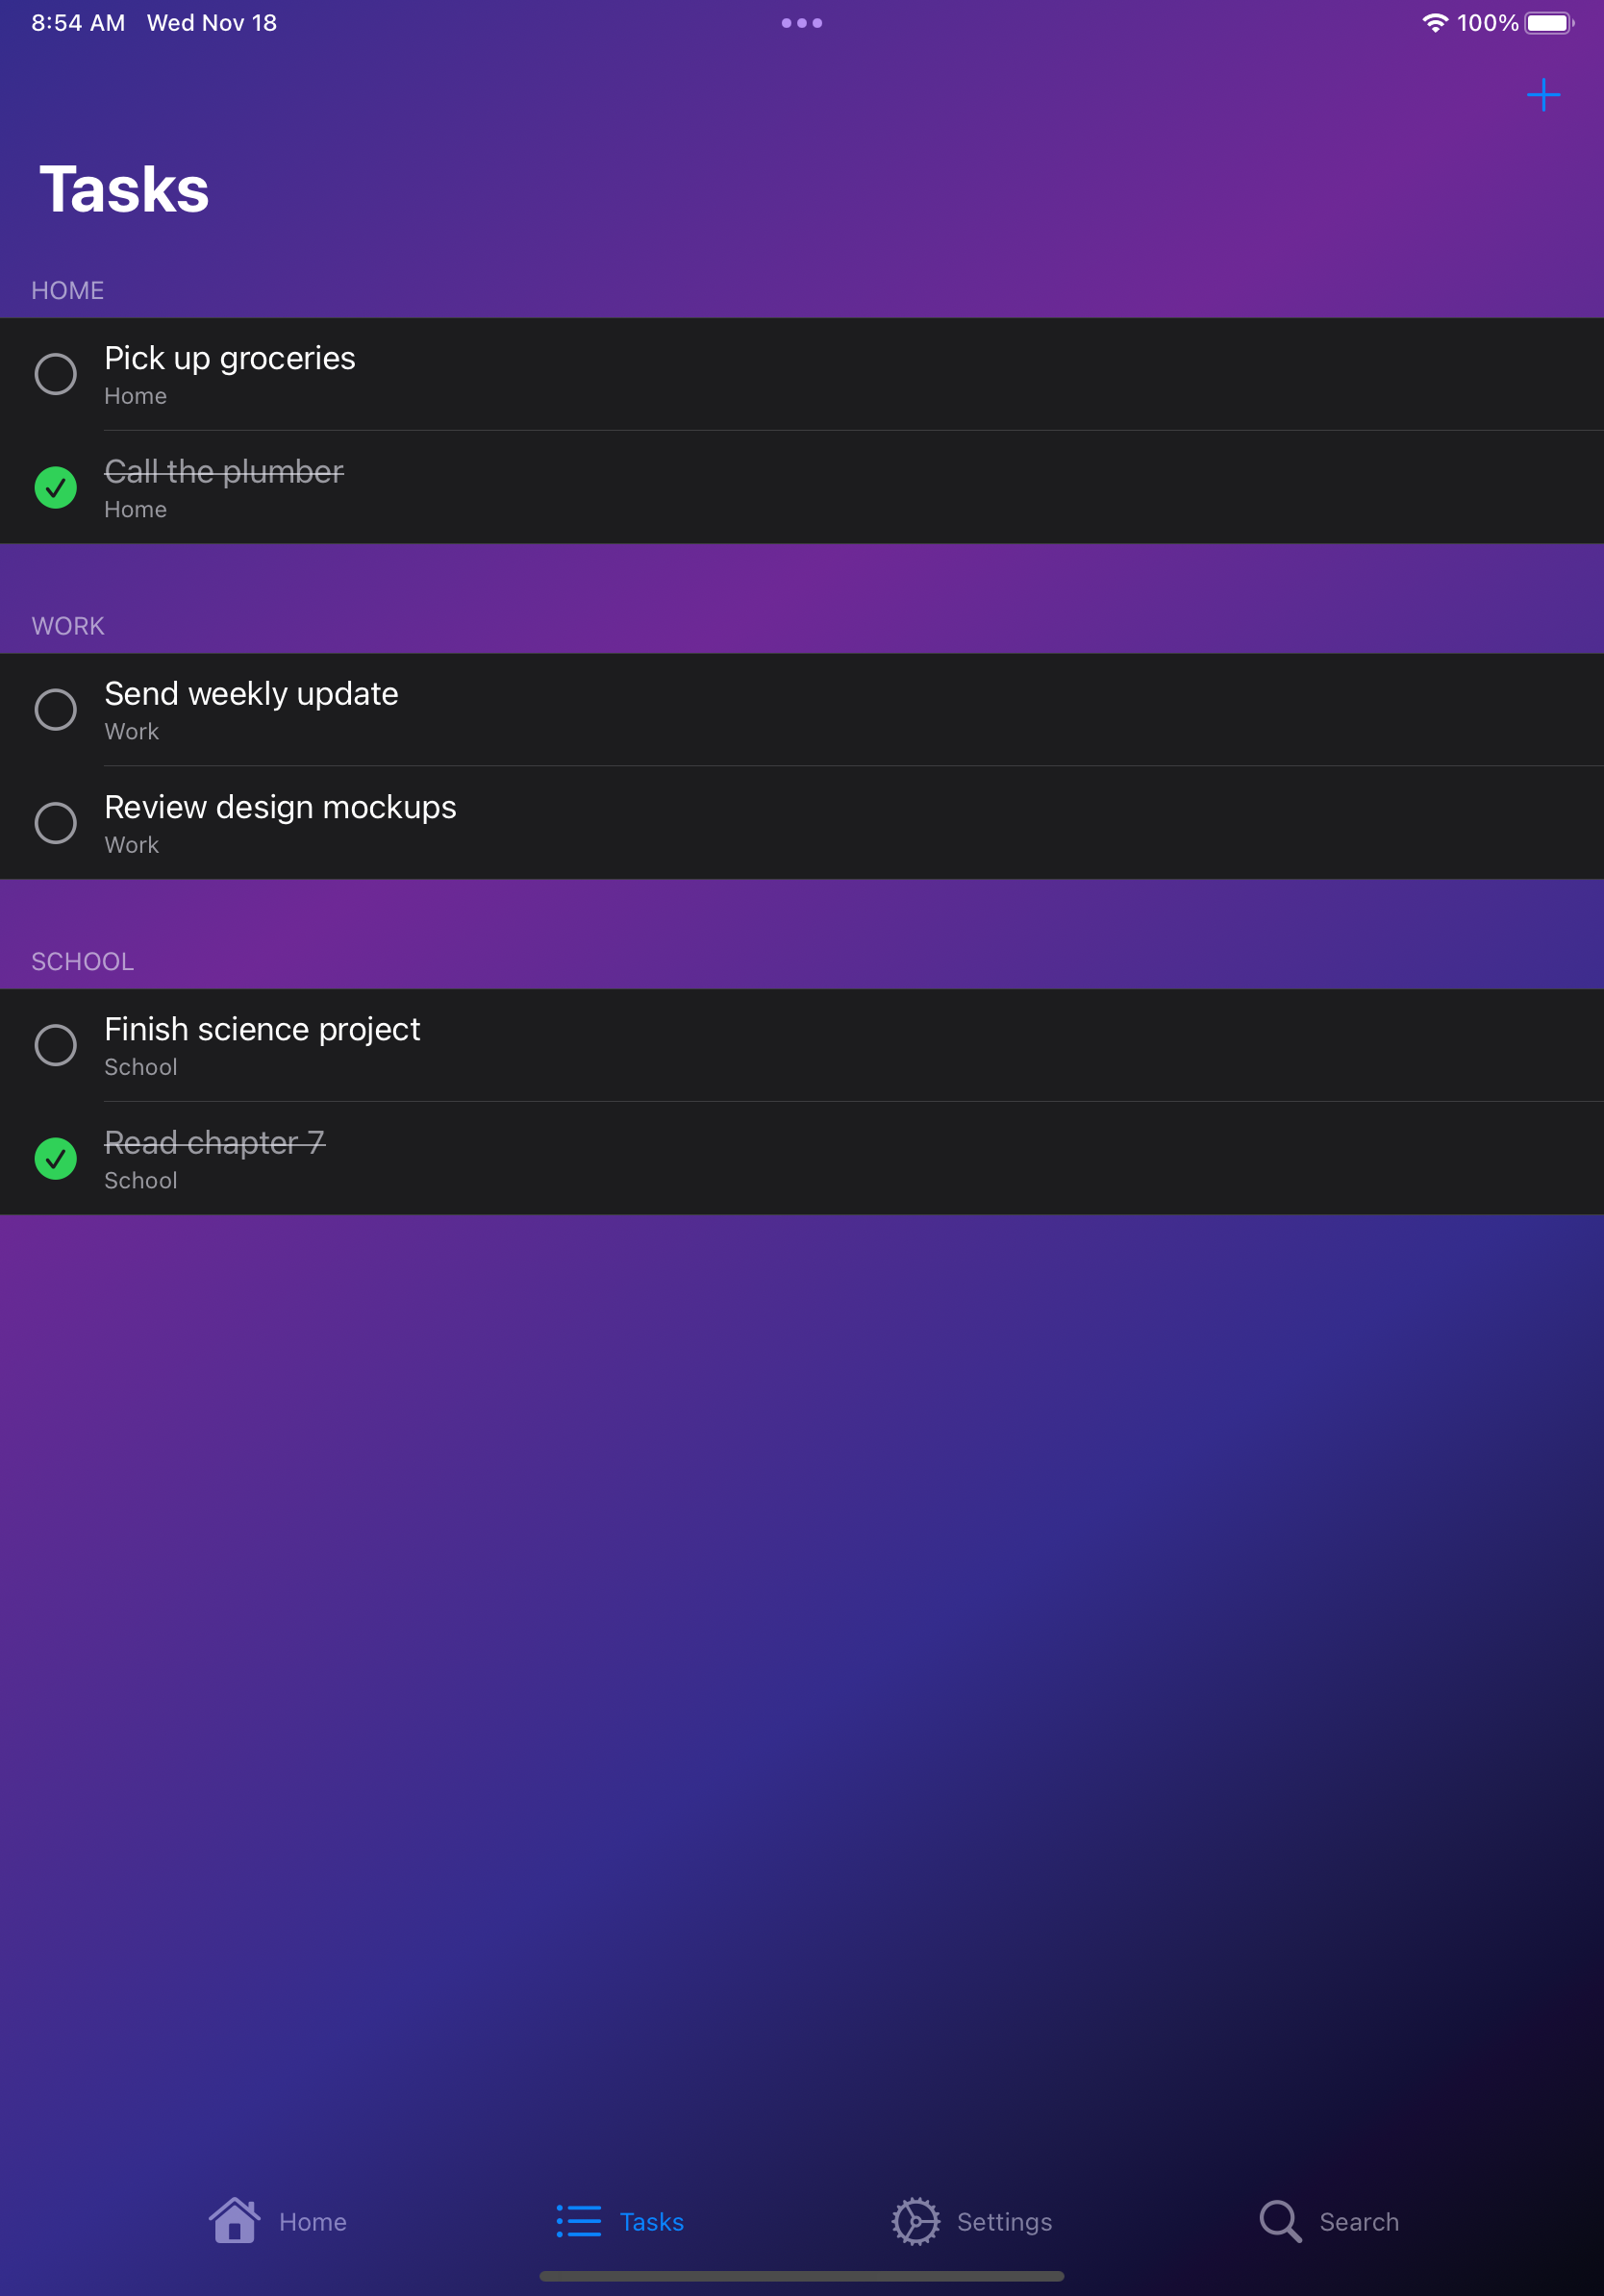 8:54 AM Wed Nov 18
100%
Tasks
HOME
Pick up groceries
Home
Call the plumber
Home
WORK
Send weekly update
Work
Review design mockups
Work
SCHOOL
Finish science project
School
Read chapter 7
School
Home Tasks Settings Search